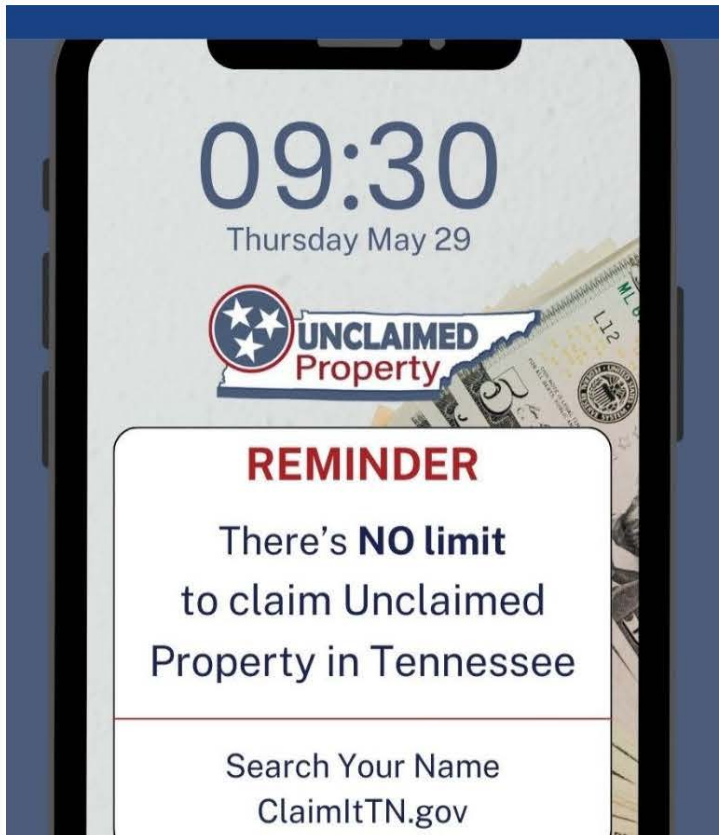 09:30
Thursday May 29
UNCLAIMED
Property
REMINDER
There's NO limit
to claim Unclaimed
Property in Tennessee
Search Your Name
ClaimItTN.gov
L12